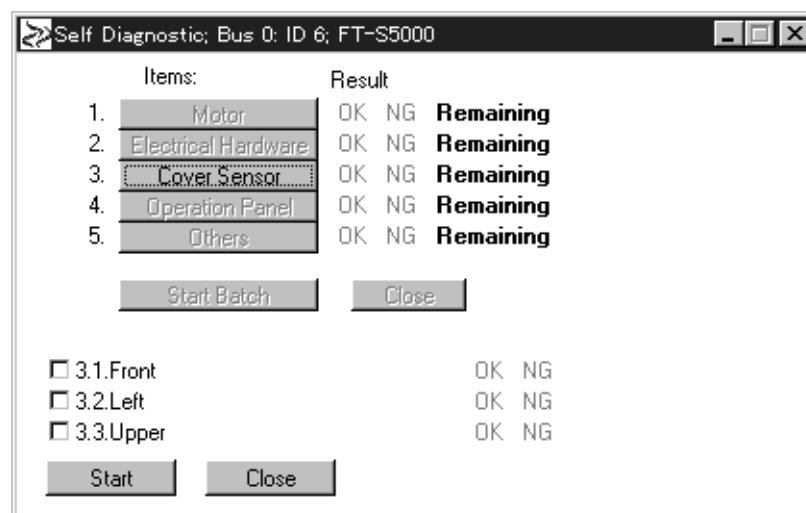 Self Diagnostic; Bus 0: ID 6; FT-S5000
Items: Result
1. Motor OK NG Remaining
2. Electrical Hardware OK NG Remaining
3. Cover Sensor OK NG Remaining
4. Operation Panel OK NG Remaining
5. Others OK NG Remaining
Start Batch Close
3.1.Front OK NG
3.2.Left OK NG
3.3.Upper OK NG
Start Close